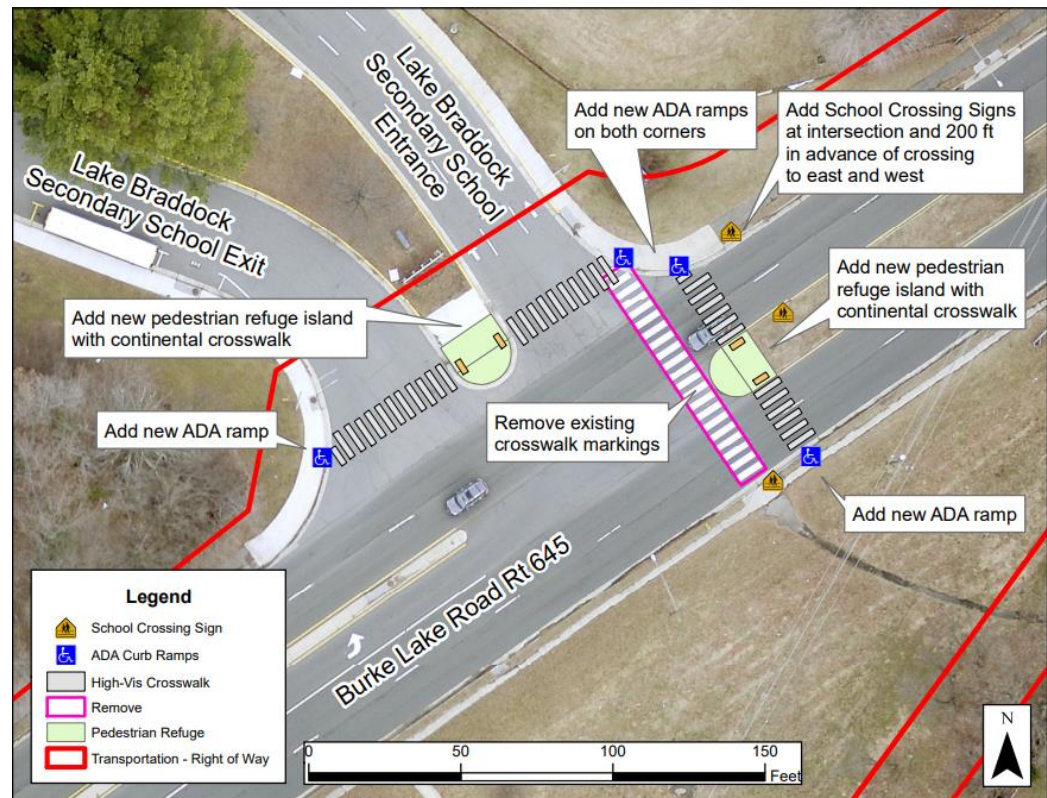 Lake Braddock
Secondary School
Entrance
Lake Braddock
Secondary School Exit
Add new ADA ramps
on both corners
Add School Crossing Signs
at intersection and 200 ft
in advance of crossing
to east and west
Add new pedestrian
refuge island with
continental crosswalk
Add new pedestrian refuge island
with continental crosswalk
Add new ADA ramp
Remove existing
crosswalk markings
Add new ADA ramp
Burke Lake Road Rt 645
Legend
School Crossing Sign
ADA Curb Ramps
High-Vis Crosswalk
Remove
Pedestrian Refuge
Transportation - Right of Way
0 50 100 150
Feet
N